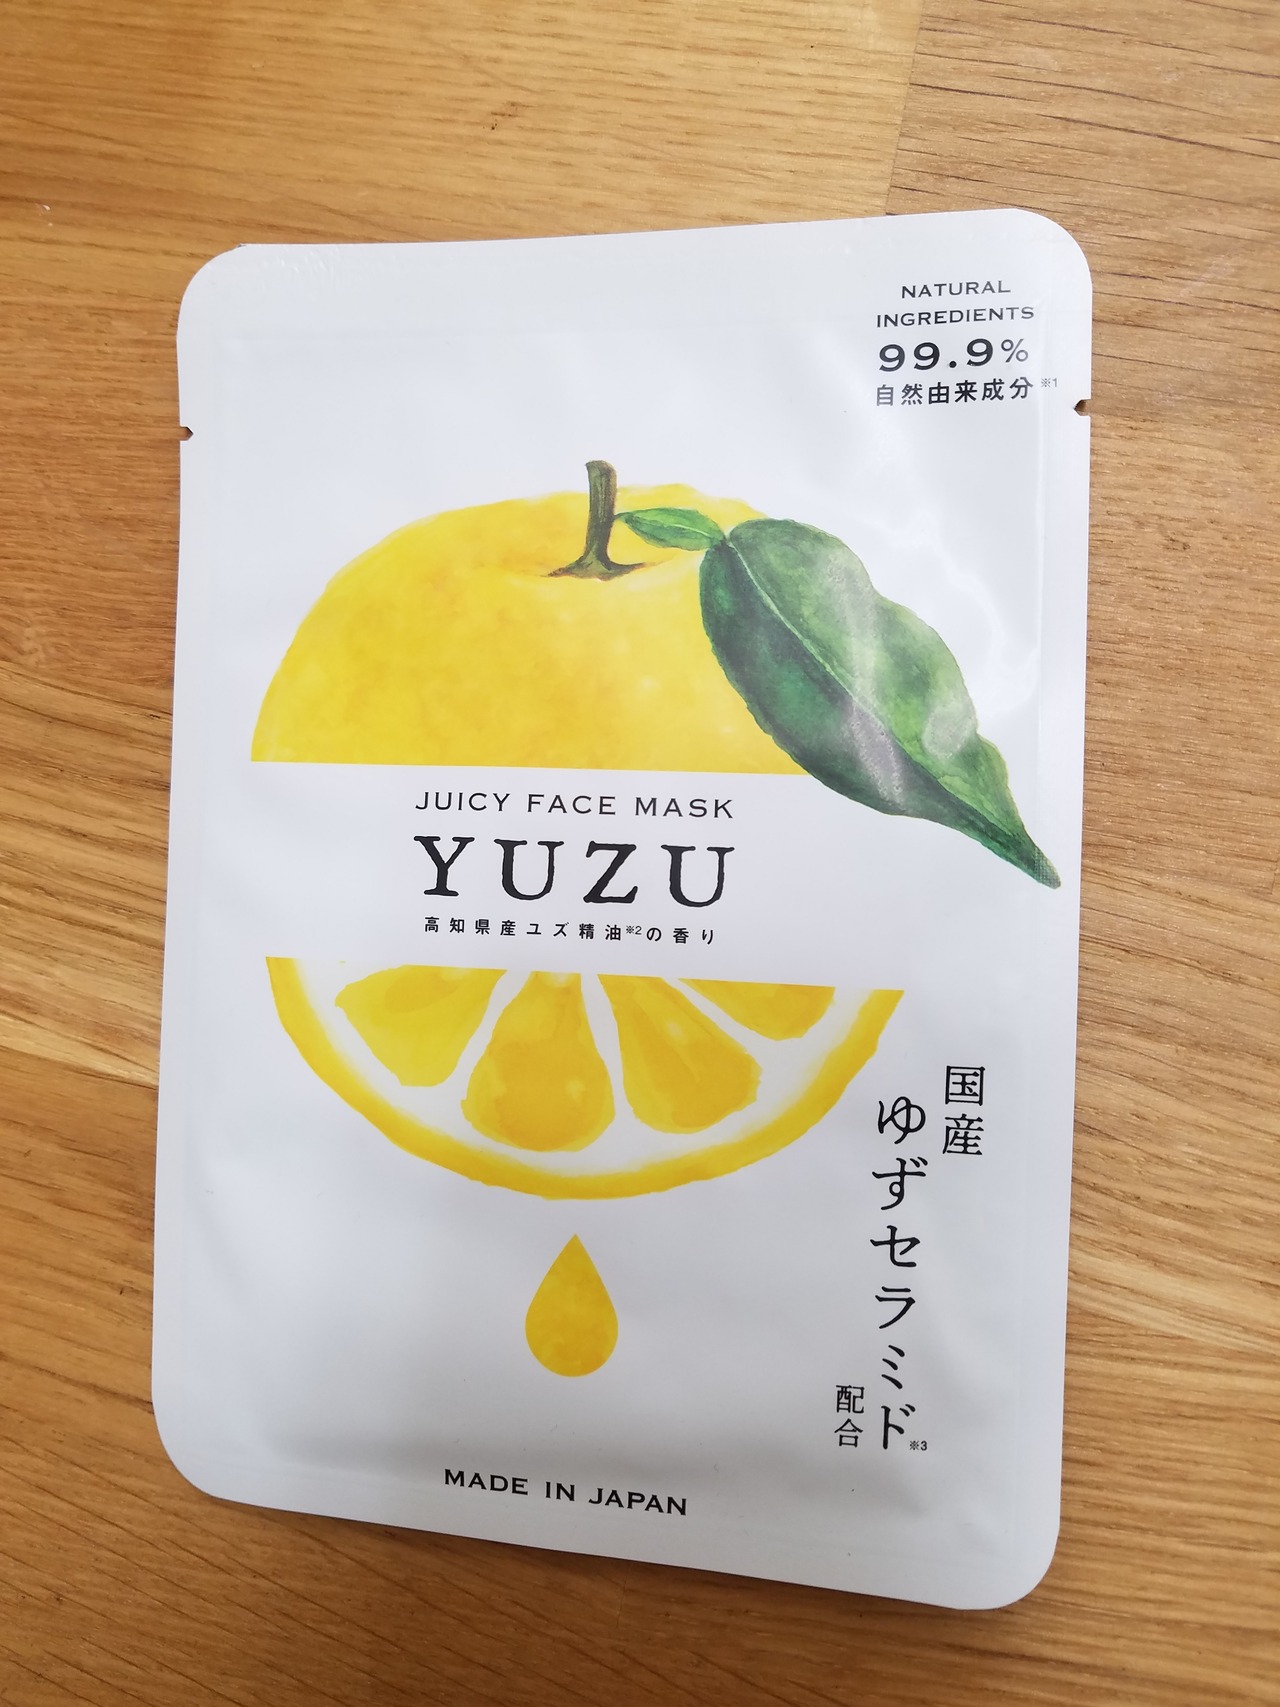 NATURAL
INGREDIENTS
99.9%
自然由来成分※1
JUICY FACE MASK
YUZU
高知県産ユズ精油※2の香り
国産
ゆずセラミド※3
配合
MADE IN JAPAN